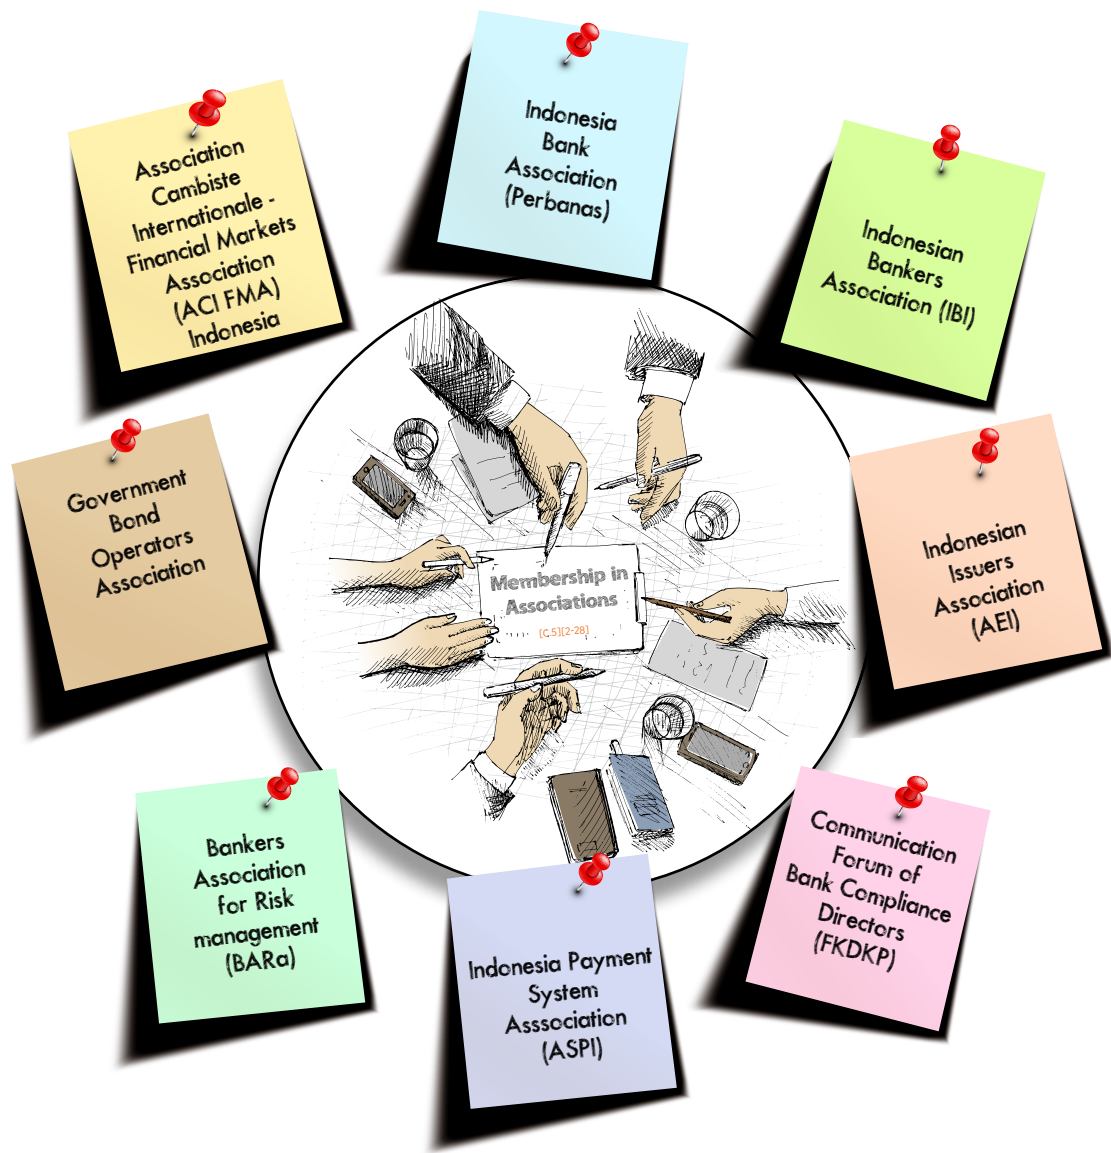 Indonesia
Bank
Association
(Perbanas)
Indonesian
Bankers
Association (IBI)
Indonesian
Issuers
Association
(AEI)
Communication
Forum of
Bank Compliance
Directors
(FKDKP)
Indonesia Payment
System
Asssociation
(ASPI)
Bankers
Association
for Risk
management
(BARa)
Government
Bond
Operators
Association
Association
Cambiste
Internationale -
Financial Markets
Association
(ACI FMA)
Indonesia
Membership in
Associations
[C.5][2-28]